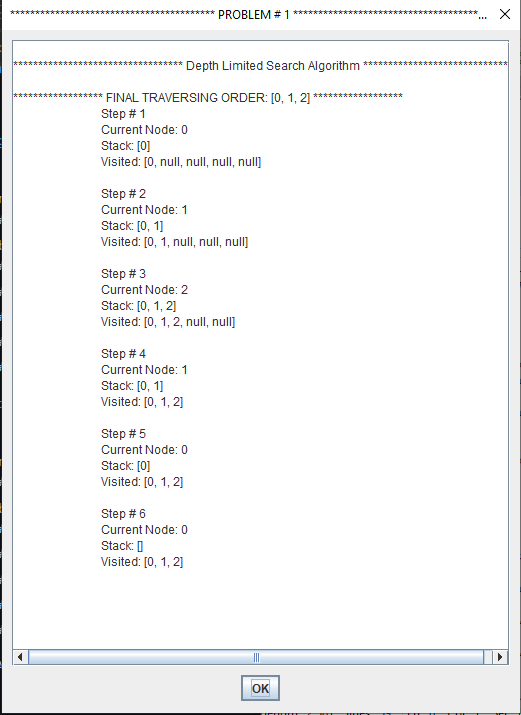 ***************************************** PROBLEM # 1 *************************************...
********************************** Depth Limited Search Algorithm *****************************
****************** FINAL TRAVERSING ORDER: [0, 1, 2] ******************
Step # 1
Current Node: 0
Stack: [0]
Visited: [0, null, null, null, null]
Step # 2
Current Node: 1
Stack: [0, 1]
Visited: [0, 1, null, null, null]
Step # 3
Current Node: 2
Stack: [0, 1, 2]
Visited: [0, 1, 2, null, null]
Step # 4
Current Node: 1
Stack: [0, 1]
Visited: [0, 1, 2]
Step # 5
Current Node: 0
Stack: [0]
Visited: [0, 1, 2]
Step # 6
Current Node: 0
Stack: []
Visited: [0, 1, 2]
OK